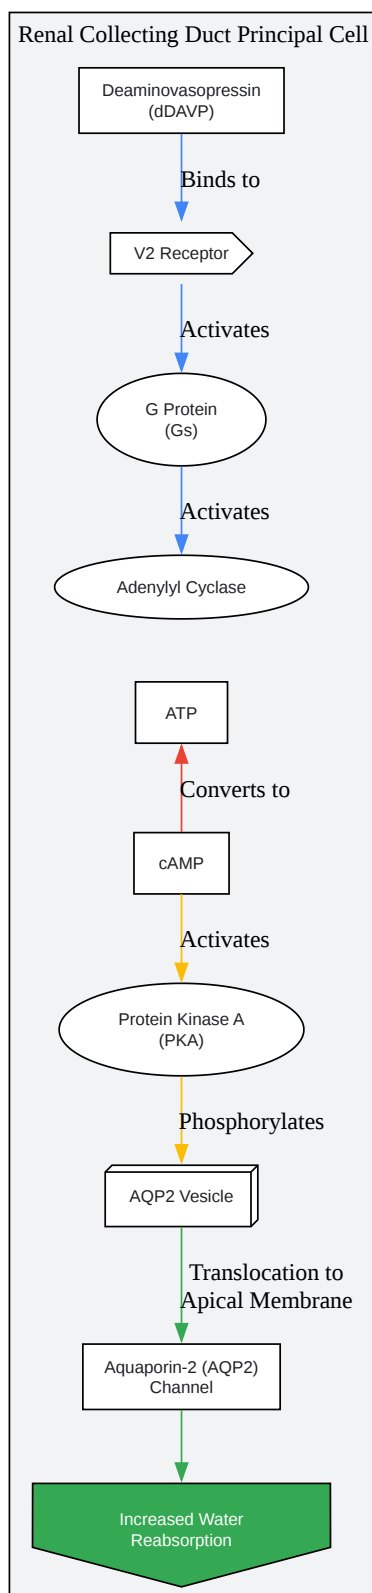 Renal Collecting Duct Principal Cell
Deaminovasopressin
(dDAVP)
Binds to
V2 Receptor
Activates
G Protein
(Gs)
Activates
Adenylyl Cyclase
ATP
Converts to
cAMP
Activates
Protein Kinase A
(PKA)
Phosphorylates
AQP2 Vesicle
Translocation to
Apical Membrane
Aquaporin-2 (AQP2)
Channel
Increased Water
Reabsorption